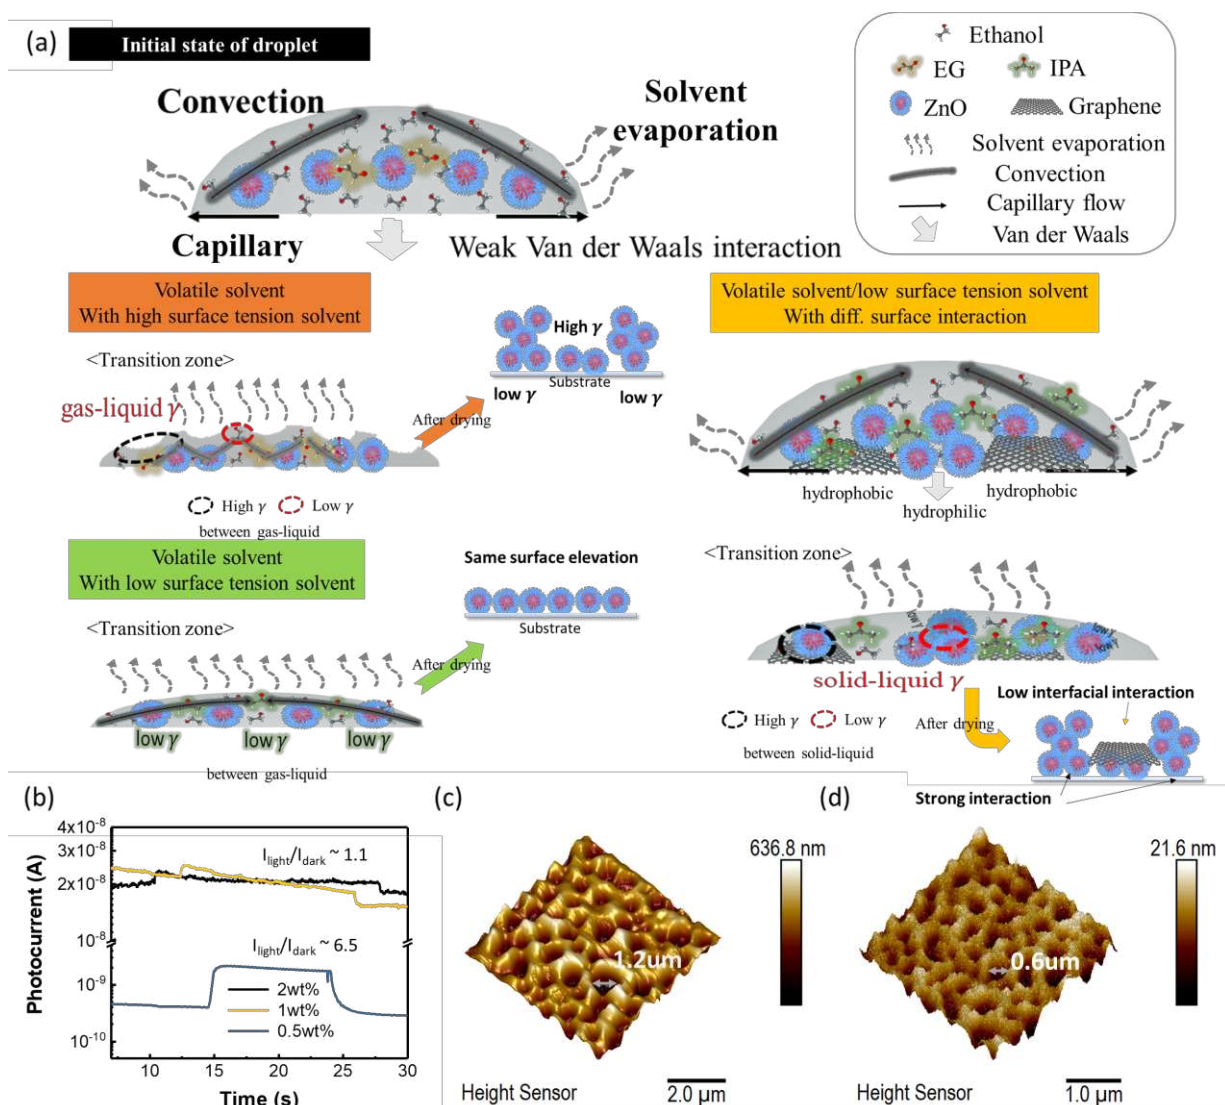 (a)
Initial state of droplet
Convection
Solvent
evaporation
Capillary
Weak Van der Waals interaction
Ethanol
EG
IPA
ZnO
Graphene
Solvent evaporation
Convection
Capillary flow
Van der Waals
Volatile solvent
With high surface tension solvent
<Transition zone>
gas-liquid γ
High γ
Low γ
between gas-liquid
After drying
High γ
Substrate
low γ
low γ
Volatile solvent
With low surface tension solvent
<Transition zone>
low γ
low γ
low γ
between gas-liquid
After drying
Same surface elevation
Substrate
Volatile solvent/low surface tension solvent
With diff. surface interaction
hydrophobic
hydrophobic
hydrophilic
<Transition zone>
low γ
low γ
low γ
solid-liquid γ
High γ
Low γ
between solid-liquid
After drying
Low interfacial interaction
Strong interaction
(b)
Photocurrent (A)
4x10⁻⁸
3x10⁻⁸
2x10⁻⁸
10⁻⁸
10⁻⁹
10⁻¹⁰
I_light/I_dark ~ 1.1
I_light/I_dark ~ 6.5
2wt%
1wt%
0.5wt%
10 15 20 25 30
Time (s)
(c)
636.8 nm
1.2um
Height Sensor
2.0 µm
(d)
21.6 nm
0.6um
Height Sensor
1.0 µm